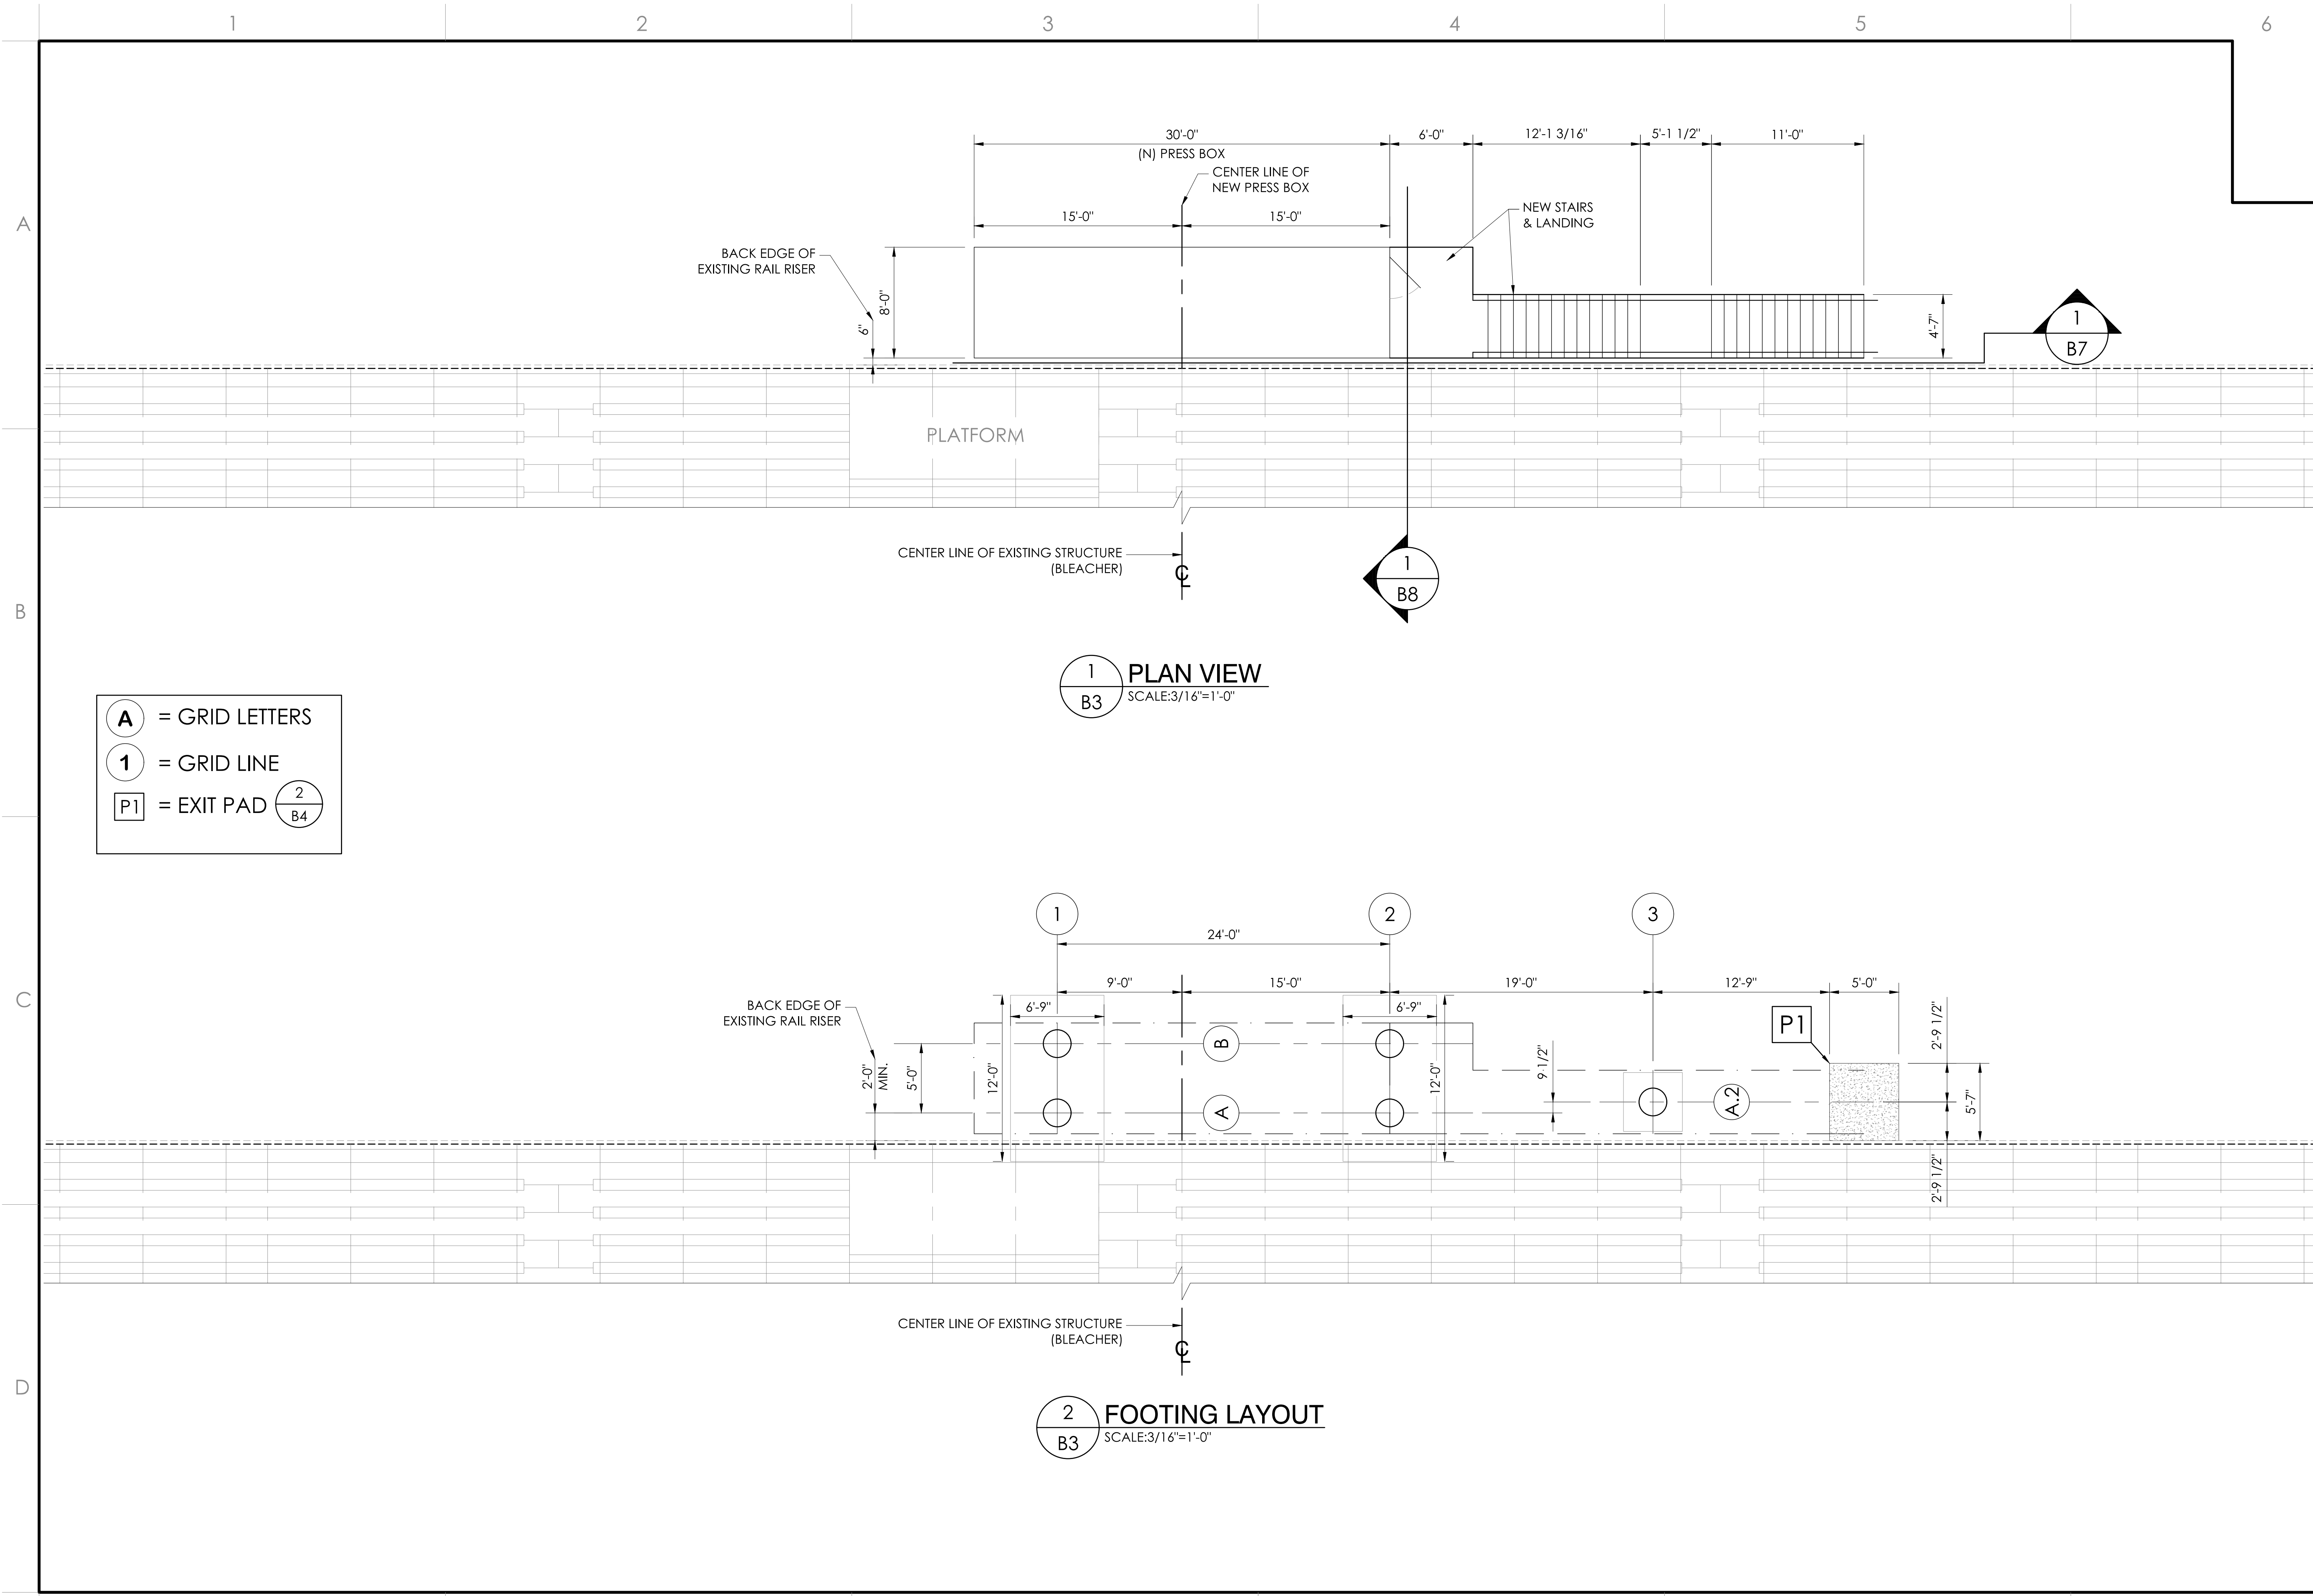 1 2 3 4 5 6
30'-0" 6'-0" 12'-1 3/16" 5'-1 1/2" 11'-0"
(N) PRESS BOX
CENTER LINE OF
NEW PRESS BOX
A
15'-0" 15'-0"
NEW STAIRS
& LANDING
BACK EDGE OF
EXISTING RAIL RISER
8'-0"
6"
4'-7"
1
B7
PLATFORM
CENTER LINE OF EXISTING STRUCTURE
(BLEACHER)
CL
1
B8
B
1
B3
PLAN VIEW
SCALE:3/16"=1'-0"
A = GRID LETTERS
1 = GRID LINE
P1 = EXIT PAD 2
B4
1 2 3
24'-0"
9'-0" 15'-0" 19'-0" 12'-9" 5'-0"
C
BACK EDGE OF
EXISTING RAIL RISER
6'-9" 6'-9"
P1
2'-9 1/2"
B
2'-0"
MIN.
5'-0"
12'-0"
12'-0"
9 1/2"
A
A.2
5'-7"
2'-9 1/2"
CENTER LINE OF EXISTING STRUCTURE
(BLEACHER)
CL
D
2
B3
FOOTING LAYOUT
SCALE:3/16"=1'-0"